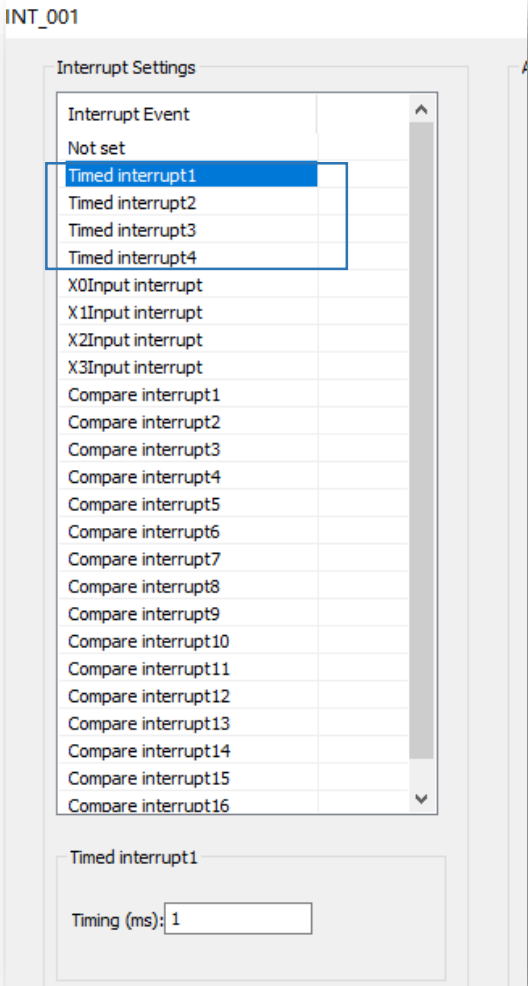 INT_001
Interrupt Settings
Interrupt Event
Not set
Timed interrupt1
Timed interrupt2
Timed interrupt3
Timed interrupt4
X0Input interrupt
X1Input interrupt
X2Input interrupt
X3Input interrupt
Compare interrupt1
Compare interrupt2
Compare interrupt3
Compare interrupt4
Compare interrupt5
Compare interrupt6
Compare interrupt7
Compare interrupt8
Compare interrupt9
Compare interrupt10
Compare interrupt11
Compare interrupt12
Compare interrupt13
Compare interrupt14
Compare interrupt15
Compare interrupt16
Timed interrupt1
Timing (ms): 1